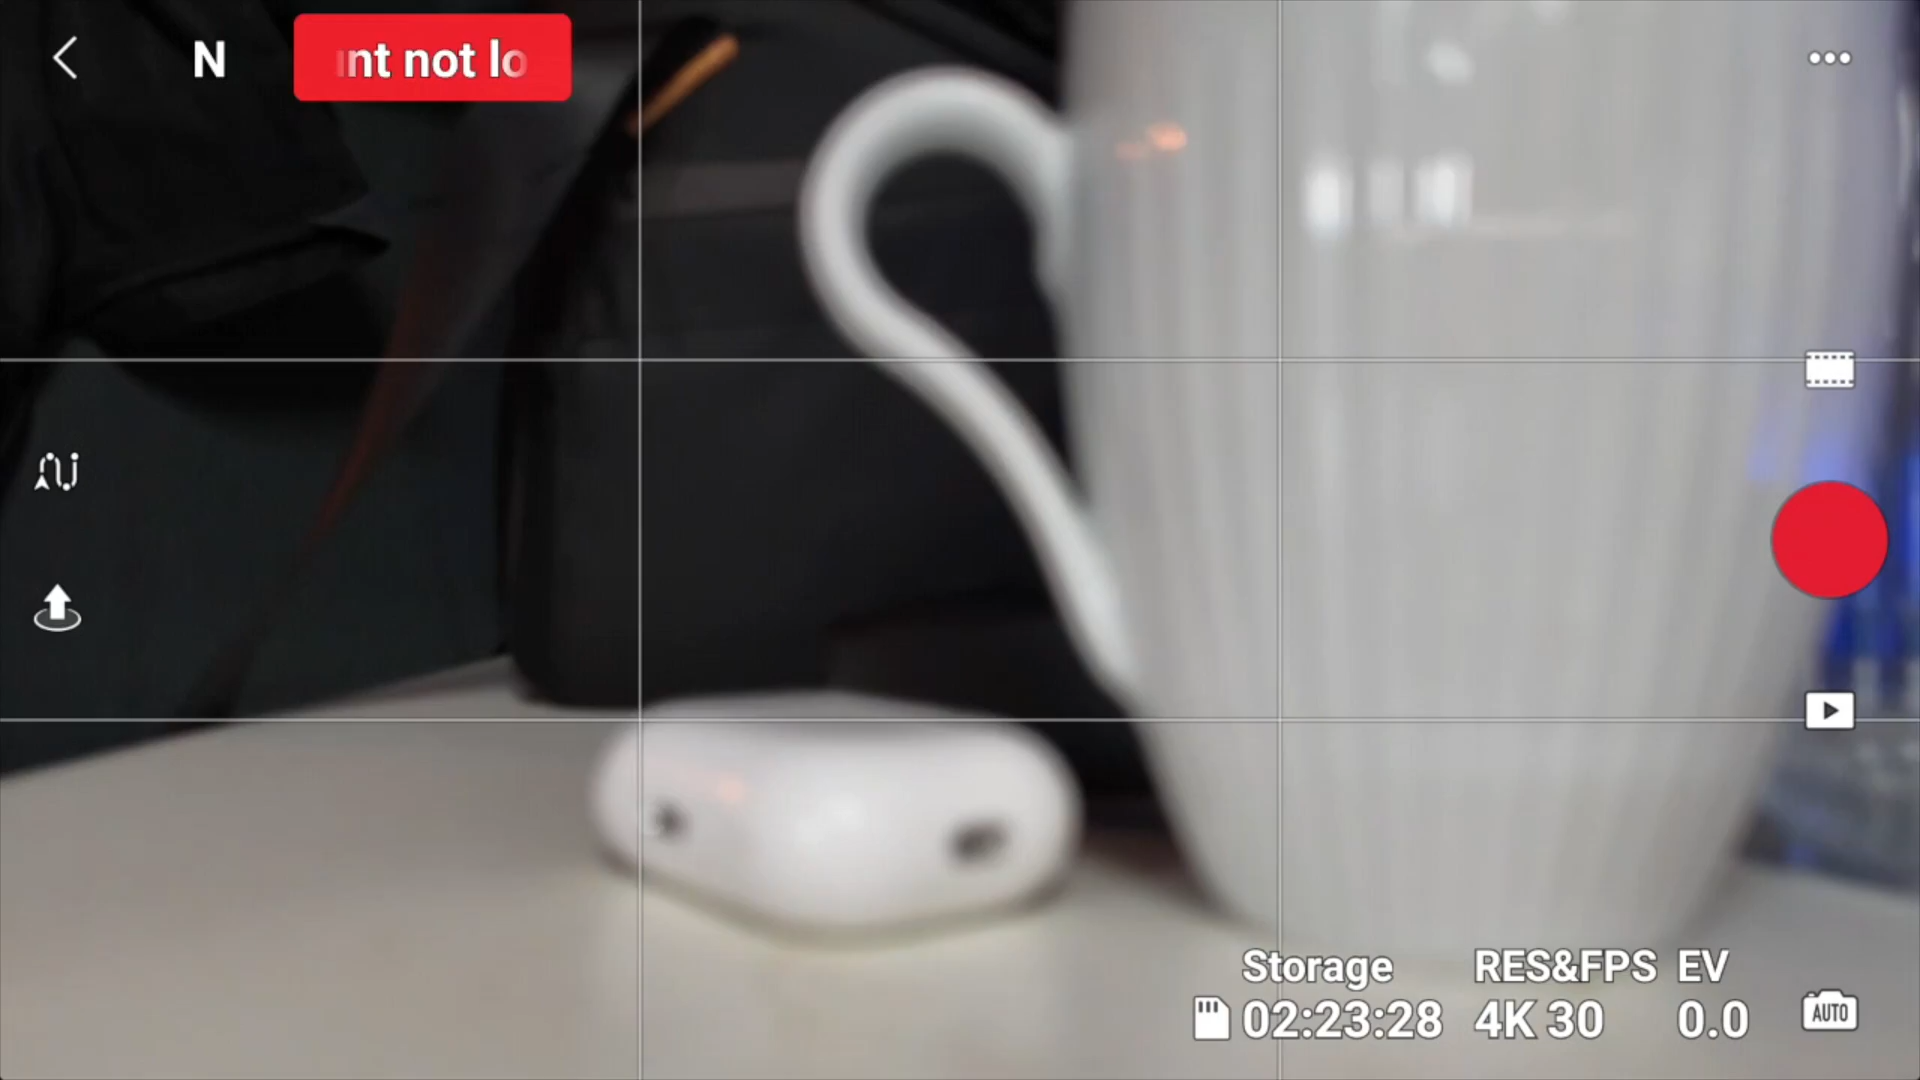 N
nt not lo
Storage
RES&FPS
EV
02:23:28
4K 30
0.0
AUTO